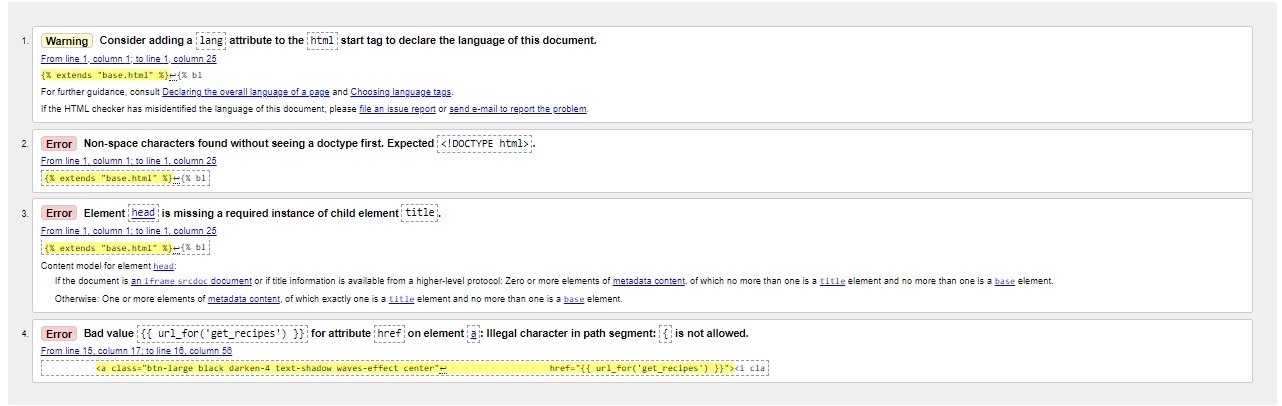 1. Warning Consider adding a lang attribute to the html start tag to declare the language of this document.
From line 1, column 1; to line 1, column 25
{% extends "base.html" %}↩{% bl
For further guidance, consult Declaring the overall language of a page and Choosing language tags.
If the HTML checker has misidentified the language of this document, please file an issue report or send e-mail to report the problem.
2. Error Non-space characters found without seeing a doctype first. Expected <!DOCTYPE html>.
From line 1, column 1; to line 1, column 25
{% extends "base.html" %}↩{% bl
3. Error Element head is missing a required instance of child element title.
From line 1, column 1; to line 1, column 25
{% extends "base.html" %}↩{% bl
Content model for element head:
If the document is an iframe srcdoc document or if title information is available from a higher-level protocol: Zero or more elements of metadata content, of which no more than one is a title element and no more than one is a base element.
Otherwise: One or more elements of metadata content, of which exactly one is a title element and no more than one is a base element.
4. Error Bad value {{ url_for('get_recipes') }} for attribute href on element a: Illegal character in path segment: { is not allowed.
From line 15, column 17; to line 16, column 56
<a class="btn-large black darken-4 text-shadow waves-effect center"↩ href="{{ url_for('get_recipes') }}"><i cla